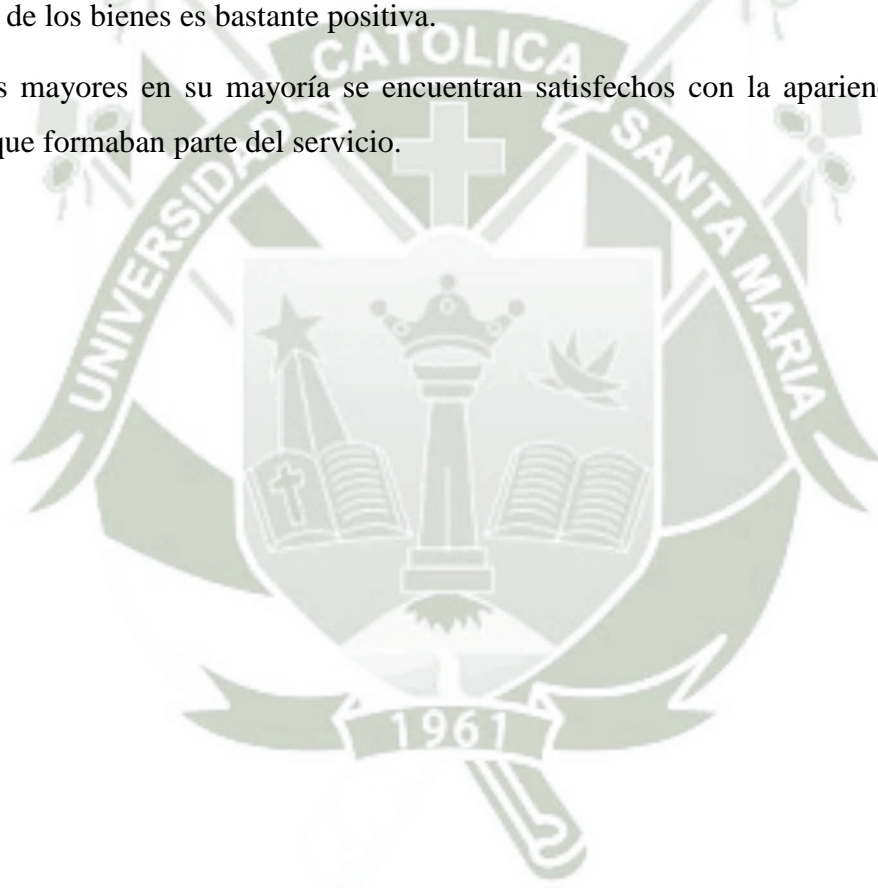 de los bienes es bastante positiva.
mayores en su mayoría se encuentran satisfechos con la
que formaban parte del servicio.
UNIVERSIDAD CATOLICA SANTA MARIA
1961